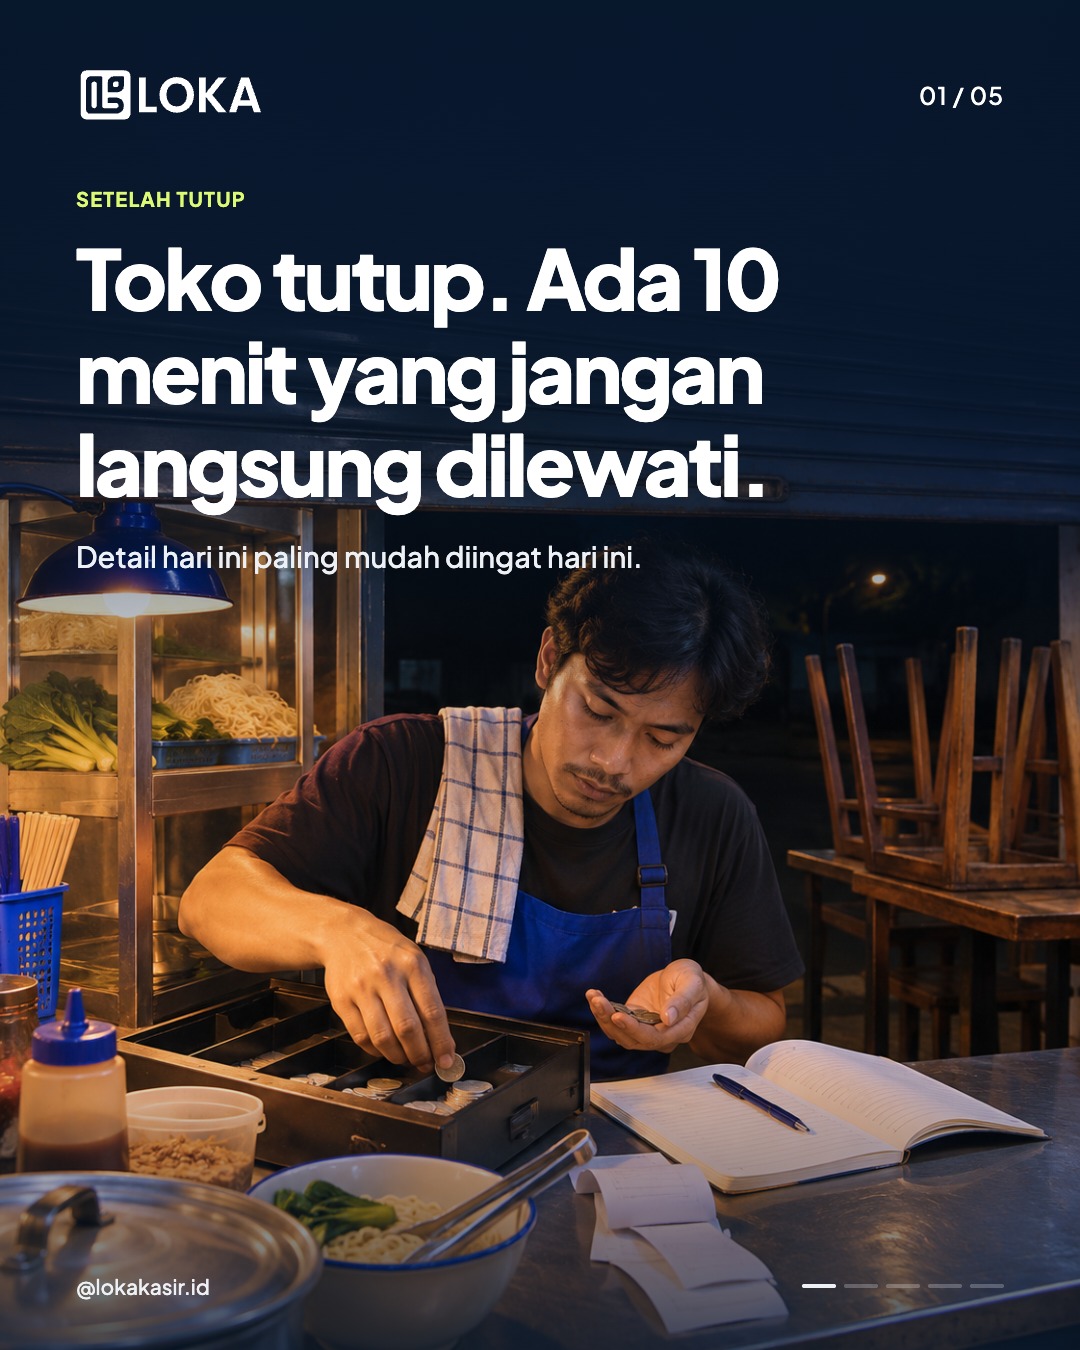 LOKA
01 / 05
SETELAH TUTUP
Toko tutup. Ada 10
menit yang jangan
langsung dilewati.
Detail hari ini paling mudah diingat hari ini.
@lokakasir.id